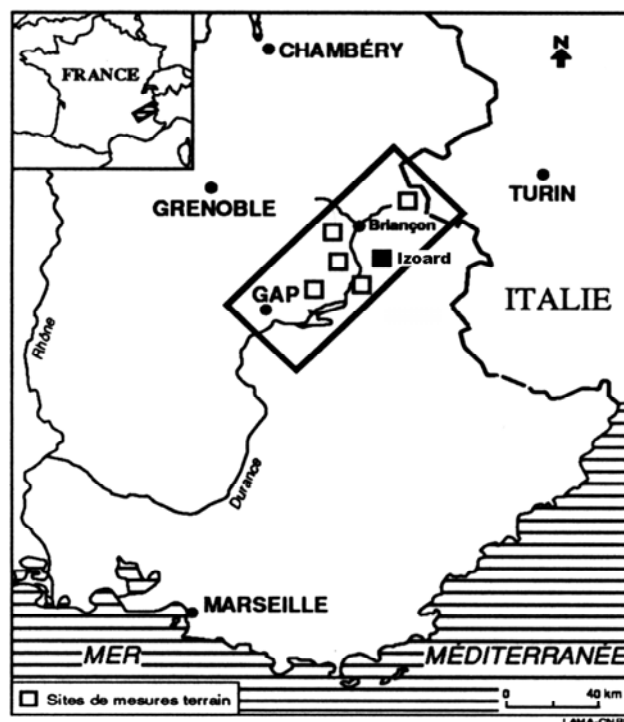 FRANCE
CHAMBÉRY
N
GRENOBLE
TURIN
Briançon
Izoard
GAP
ITALIE
Rhône
Durance
MARSEILLE
MER MÉDITERRANÉE
Sites de mesures terrain
0 40 km